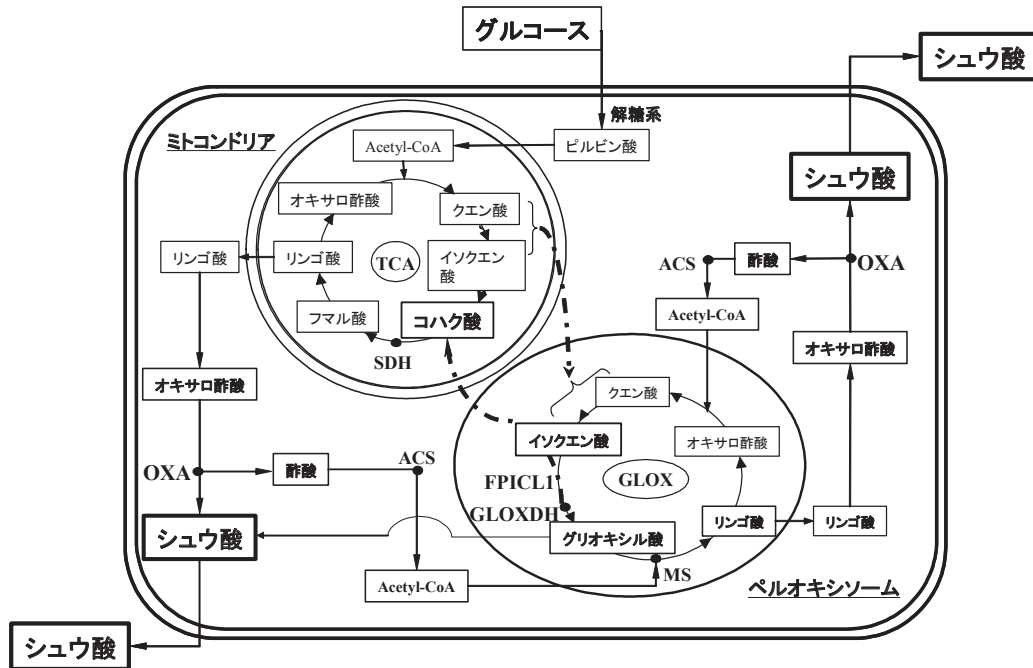 グルコース
シュウ酸
解糖系
ミトコンドリア
Acetyl-CoA
ピルビン酸
シュウ酸
オキサロ酢酸
クエン酸
リンゴ酸
リンゴ酸
TCA
イソクエン
酸
ACS
酢酸
OXA
フマル酸
コハク酸
Acetyl-CoA
SDH
オキサロ酢酸
オキサロ酢酸
クエン酸
イソクエン酸
オキサロ酢酸
OXA
酢酸
ACS
FPICL1
GLOX
GLOXDH
シュウ酸
グリオキシル酸
リンゴ酸
リンゴ酸
Acetyl-CoA
MS
ペルオキシソーム
シュウ酸